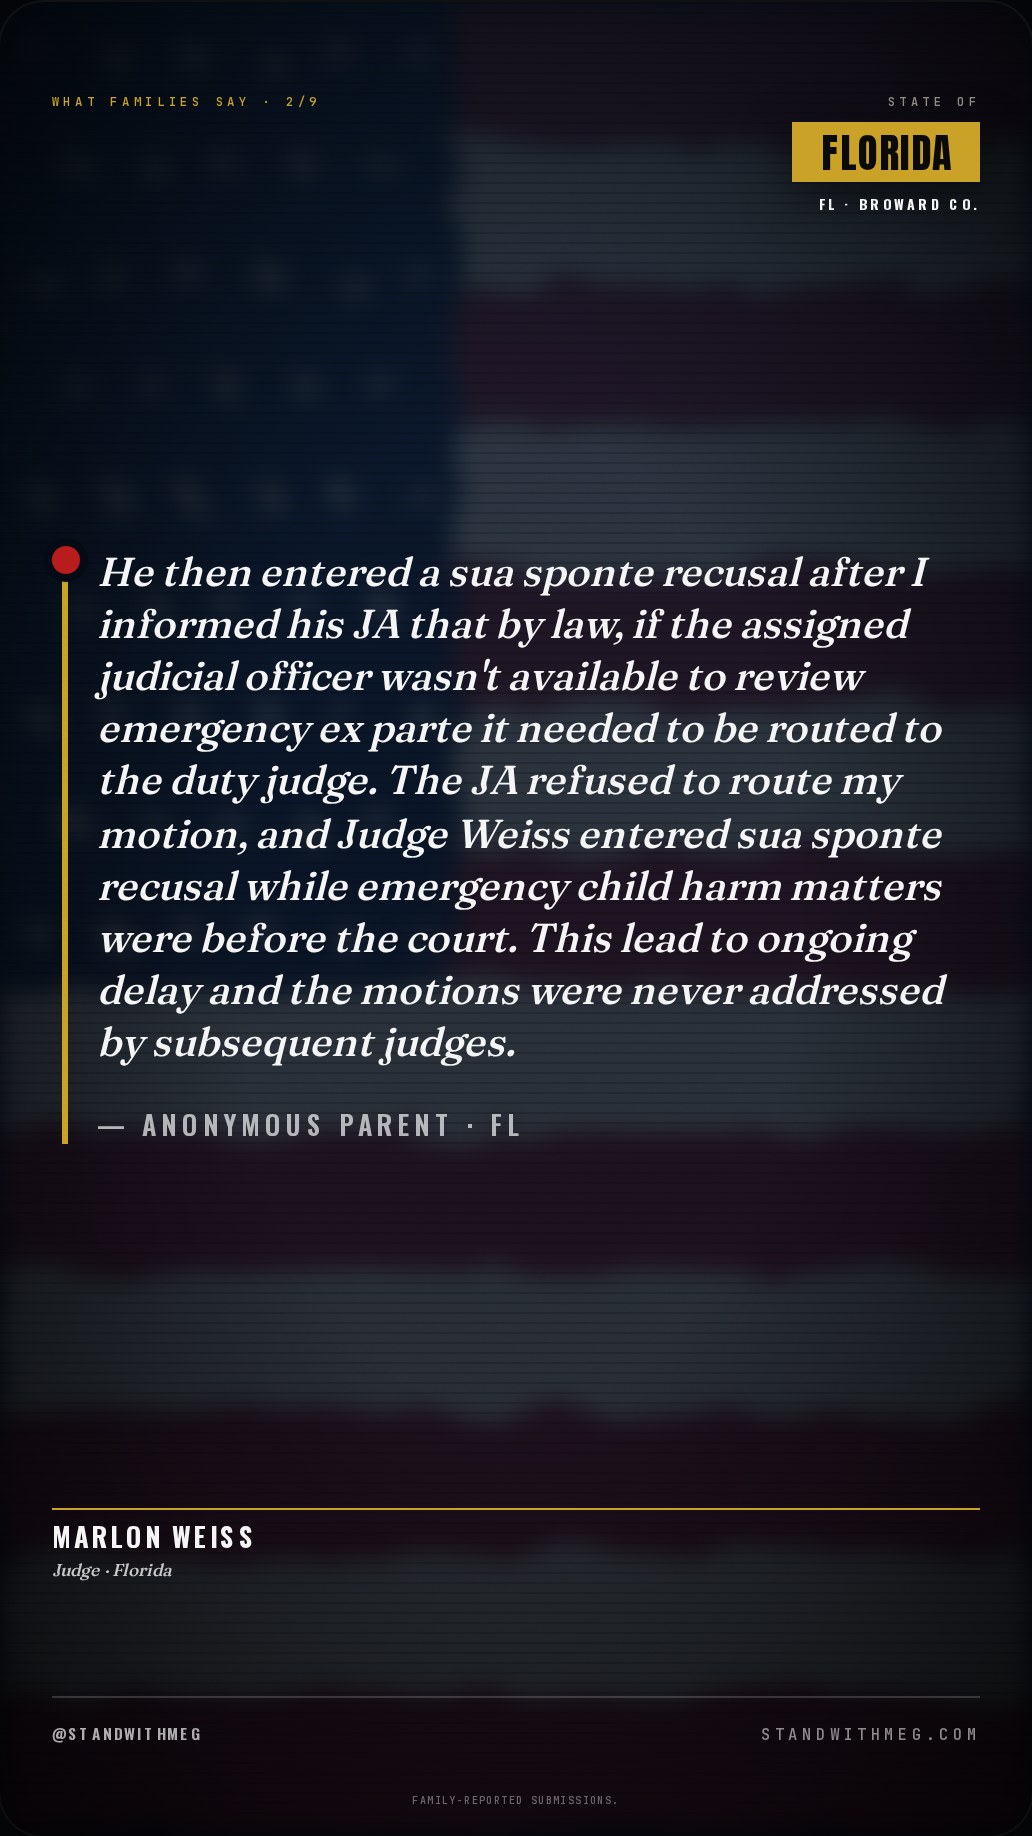 WHAT FAMILIES SAY · 2/9
STATE OF
FLORIDA
FL · BROWARD CO.
He then entered a sua sponte recusal after I
informed his JA that by law, if the assigned
judicial officer wasn't available to review
emergency ex parte it needed to be routed to
the duty judge. The JA refused to route my
motion, and Judge Weiss entered sua sponte
recusal while emergency child harm matters
were before the court. This lead to ongoing
delay and the motions were never addressed
by subsequent judges.
— ANONYMOUS PARENT · FL
MARLON WEISS
Judge · Florida
@STANDWITHMEG
STANDWITHMEG.COM
FAMILY-REPORTED SUBMISSIONS.